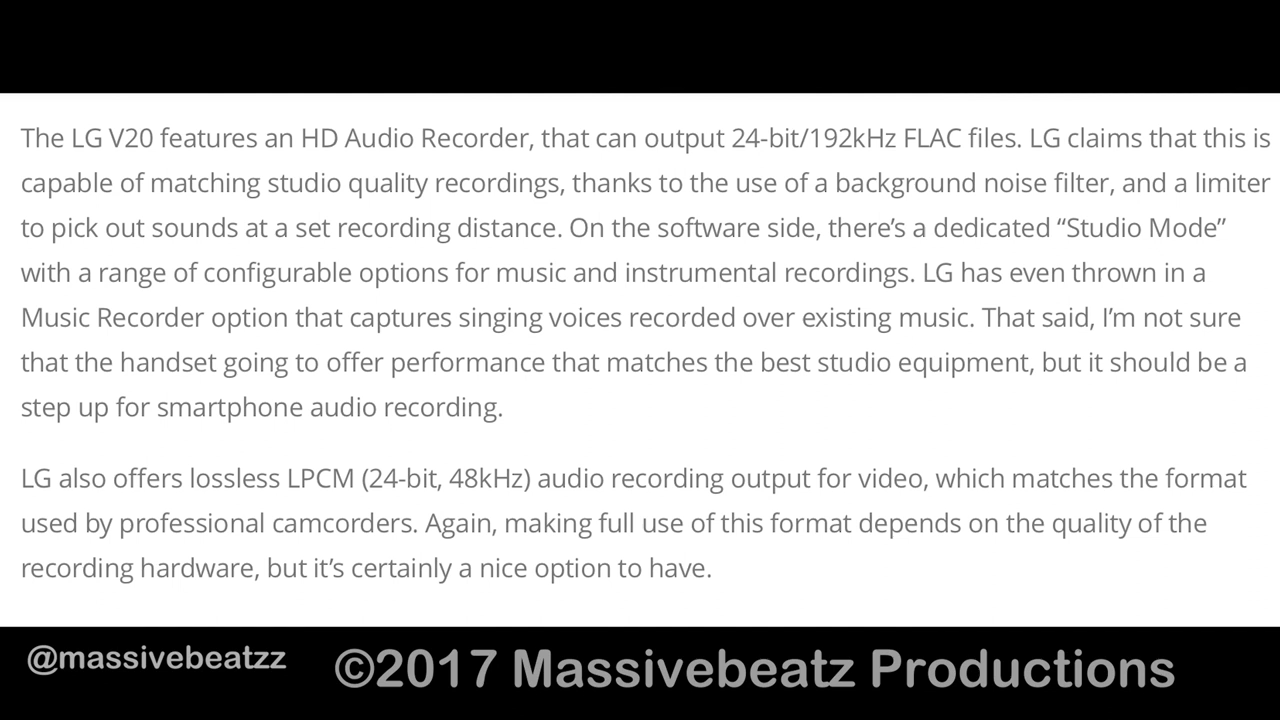 The LG V20 features an HD Audio Recorder, that can output 24-bit/192kHz FLAC files. LG claims that this is
capable of matching studio quality recordings, thanks to the use of a background noise filter, and a limiter
to pick out sounds at a set recording distance. On the software side, there’s a dedicated “Studio Mode”
with a range of configurable options for music and instrumental recordings. LG has even thrown in a
Music Recorder option that captures singing voices recorded over existing music. That said, I’m not sure
that the handset going to offer performance that matches the best studio equipment, but it should be a
step up for smartphone audio recording.
LG also offers lossless LPCM (24-bit, 48kHz) audio recording output for video, which matches the format
used by professional camcorders. Again, making full use of this format depends on the quality of the
recording hardware, but it’s certainly a nice option to have.
@massivebeatzz
©2017 Massivebeatz Productions